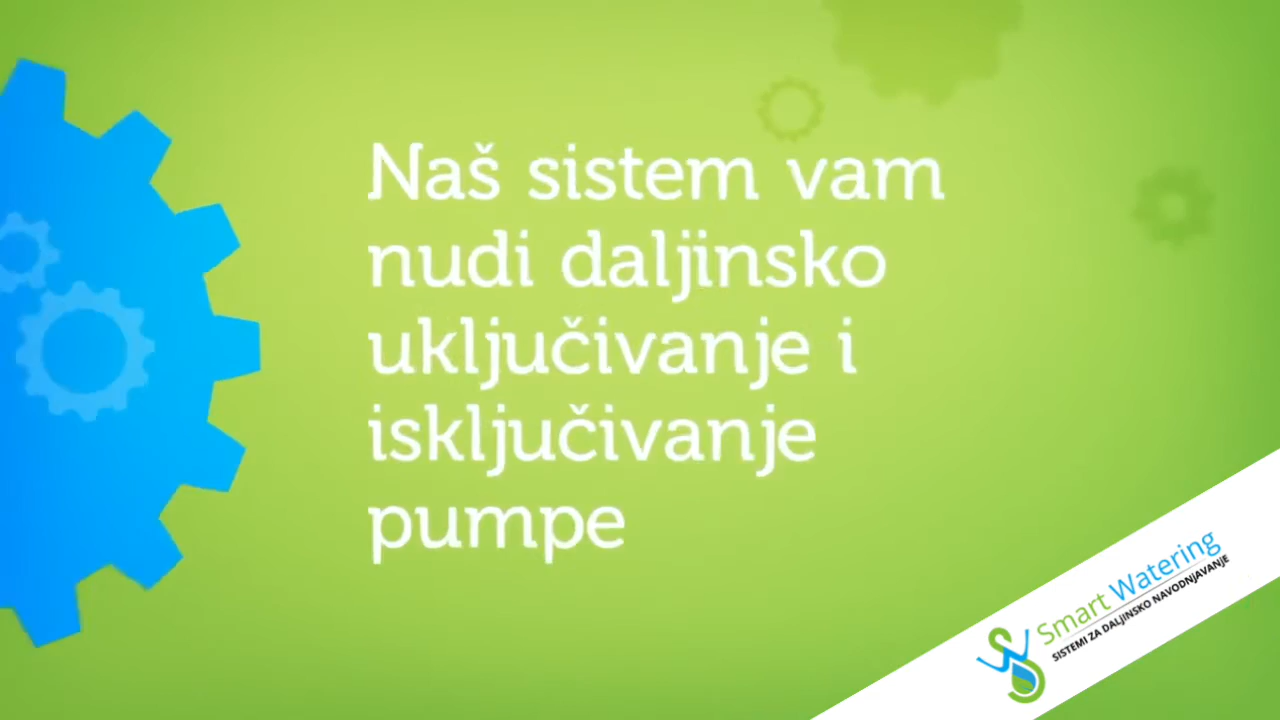 Naš sistem vam
nudi daljinsko
uključivanje i
isključivanje
pumpe
Smart Watering
SISTEMI ZA DALJINSKO NAVODNJAVANJE